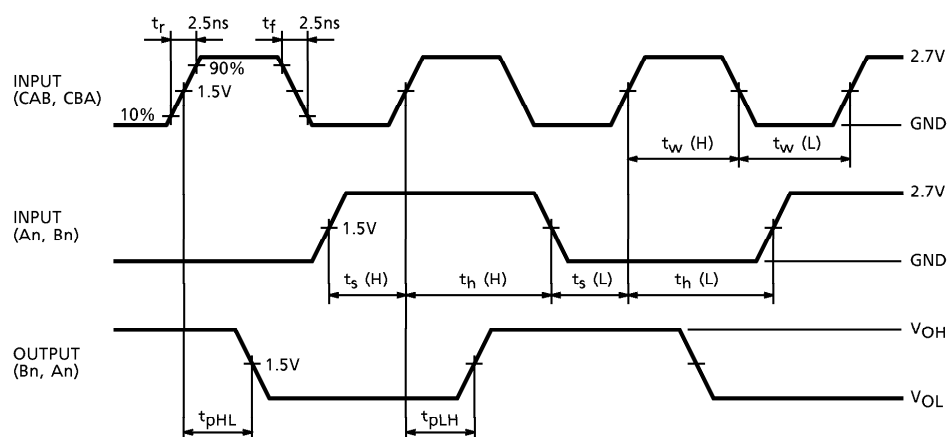 tr 2.5ns tf 2.5ns
INPUT
(CAB, CBA)
90%
1.5V
10%
2.7V
GND
tw (H) tw (L)
INPUT
(An, Bn)
1.5V
2.7V
GND
ts (H) th (H) ts (L) th (L)
OUTPUT
(Bn, An)
1.5V
VOH
VOL
tpHL tpLH